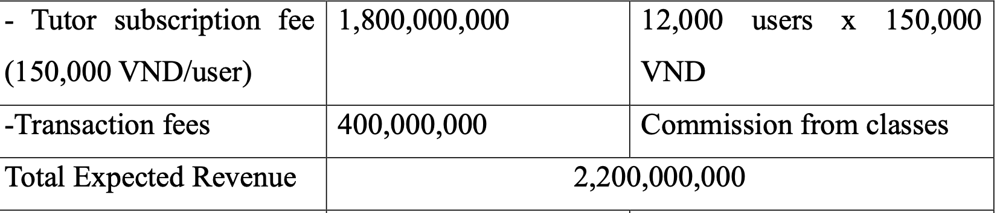 - Tutor subscription fee
(150,000 VND/user)
1,800,000,000
12,000 users x 150,000
VND
-Transaction fees
400,000,000
Commission from classes
Total Expected Revenue
2,200,000,000